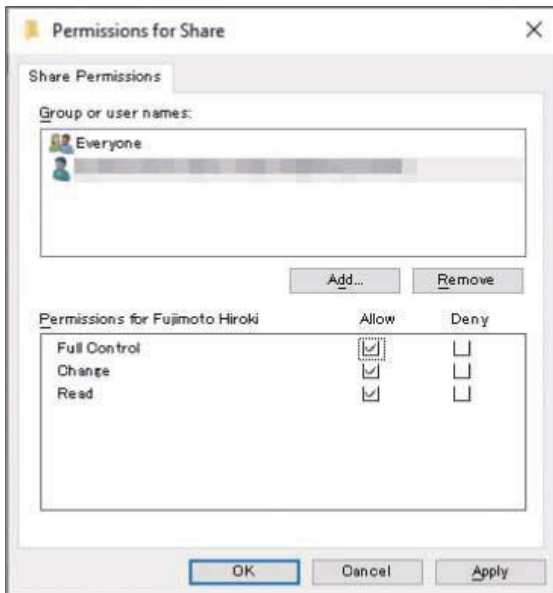 Permissions for Share
Share Permissions
Group or user names:
Everyone
Add... Remove
Permissions for Fujimoto Hiroki Allow Deny
Full Control
Change
Read
OK Cancel Apply